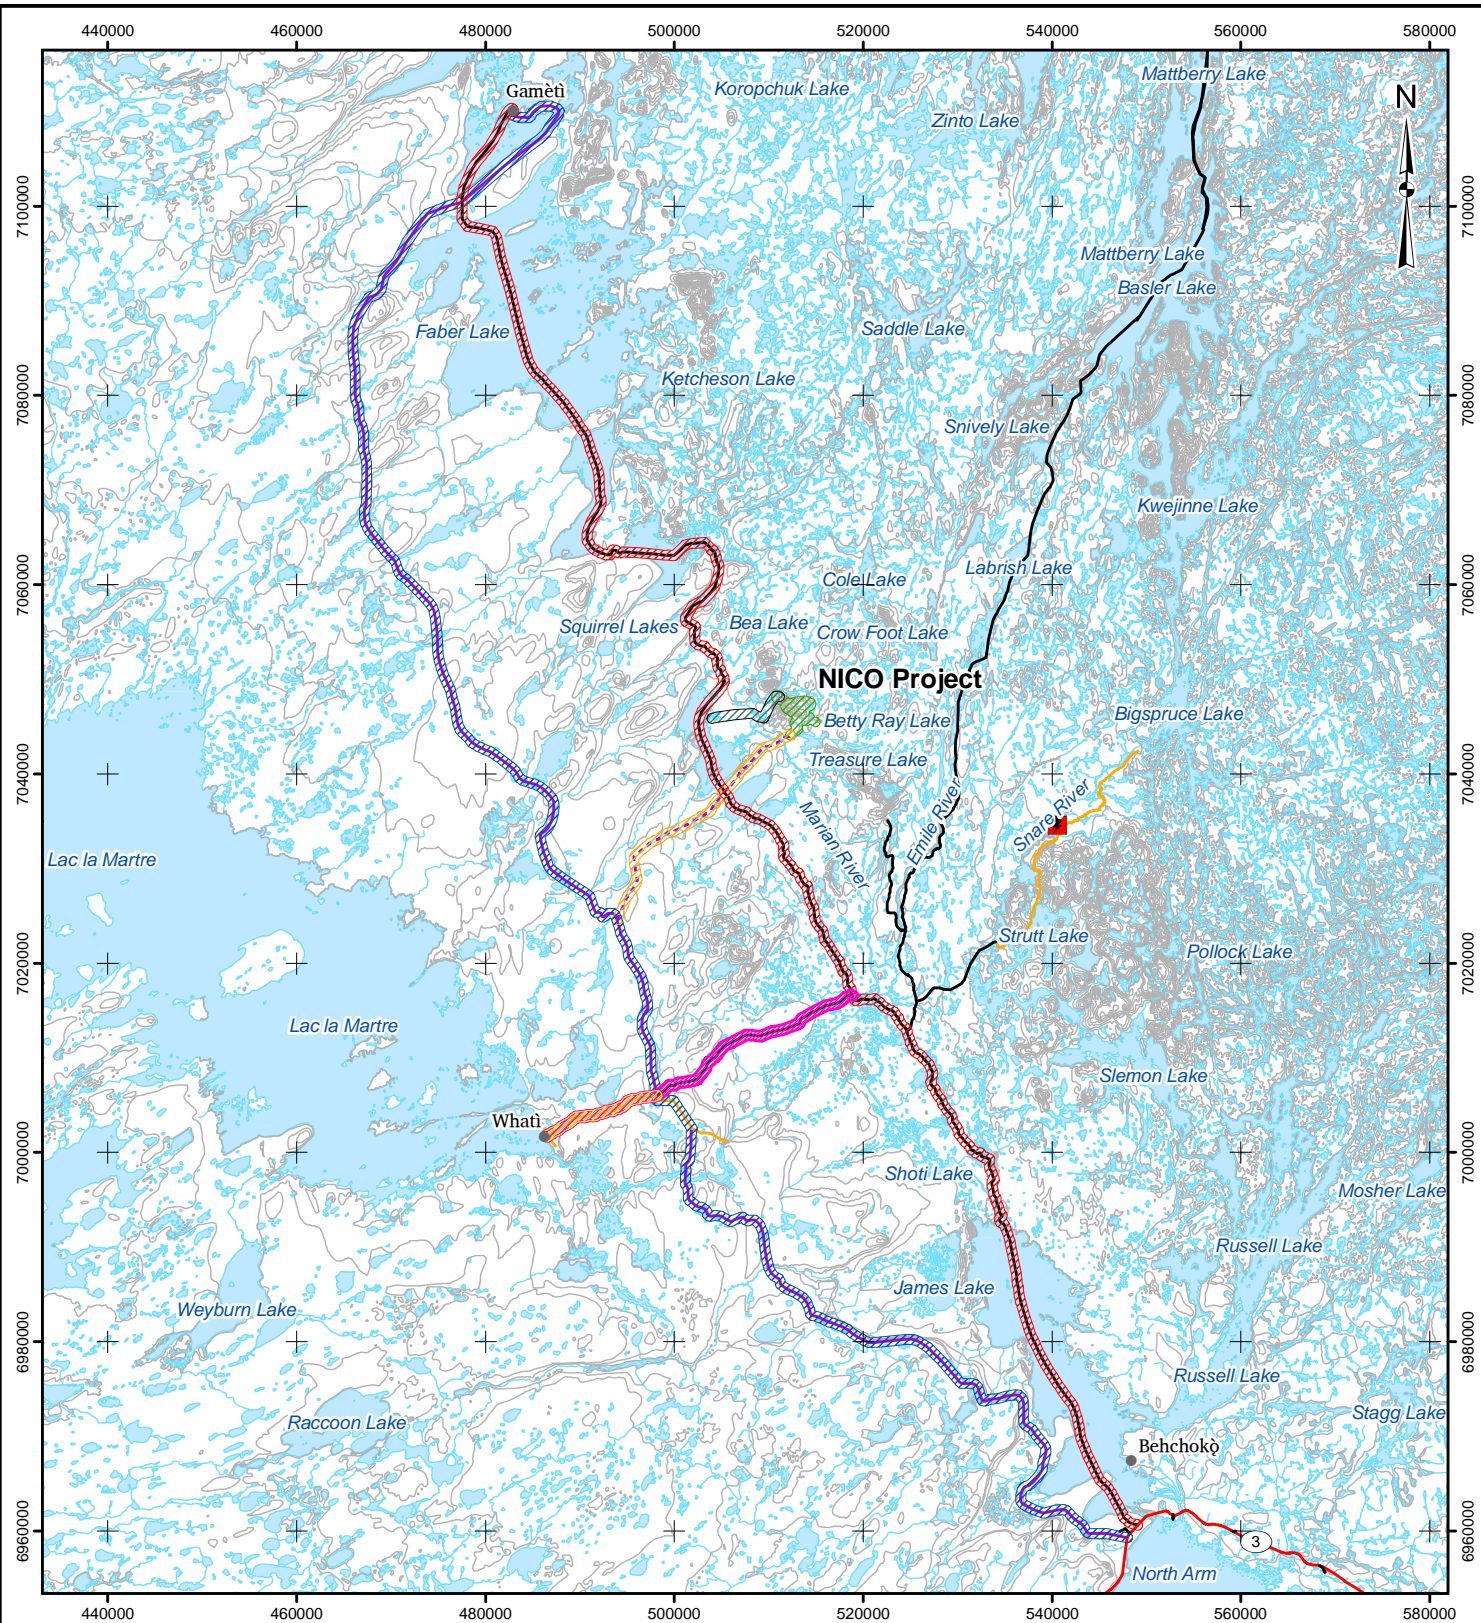 440000 460000 480000 500000 520000 540000 560000 580000
Mattberry Lake
Gamètì
Koropchuk Lake
N
Zinto Lake
7100000 7100000
Mattberry Lake
Basler Lake
Faber Lake
Saddle Lake
Ketcheson Lake
7080000 7080000
Snively Lake
Kwejinne Lake
Labrish Lake
7060000 7060000
Cole Lake
Squirrel Lakes
Bea Lake
Crow Foot Lake
NICO Project
Bigspruce Lake
Betty Ray Lake
Treasure Lake
7040000 7040000
Marian River
Emile River
Snare River
Lac la Martre
Strutt Lake
Pollock Lake
7020000 7020000
Lac la Martre
Slemon Lake
Whatì
7000000 7000000
Shoti Lake
Mosher Lake
Russell Lake
James Lake
Weyburn Lake
6980000 6980000
Russell Lake
Stagg Lake
Raccoon Lake
Behchokǫ̀
6960000 6960000
3
North Arm
440000 460000 480000 500000 520000 540000 560000 580000